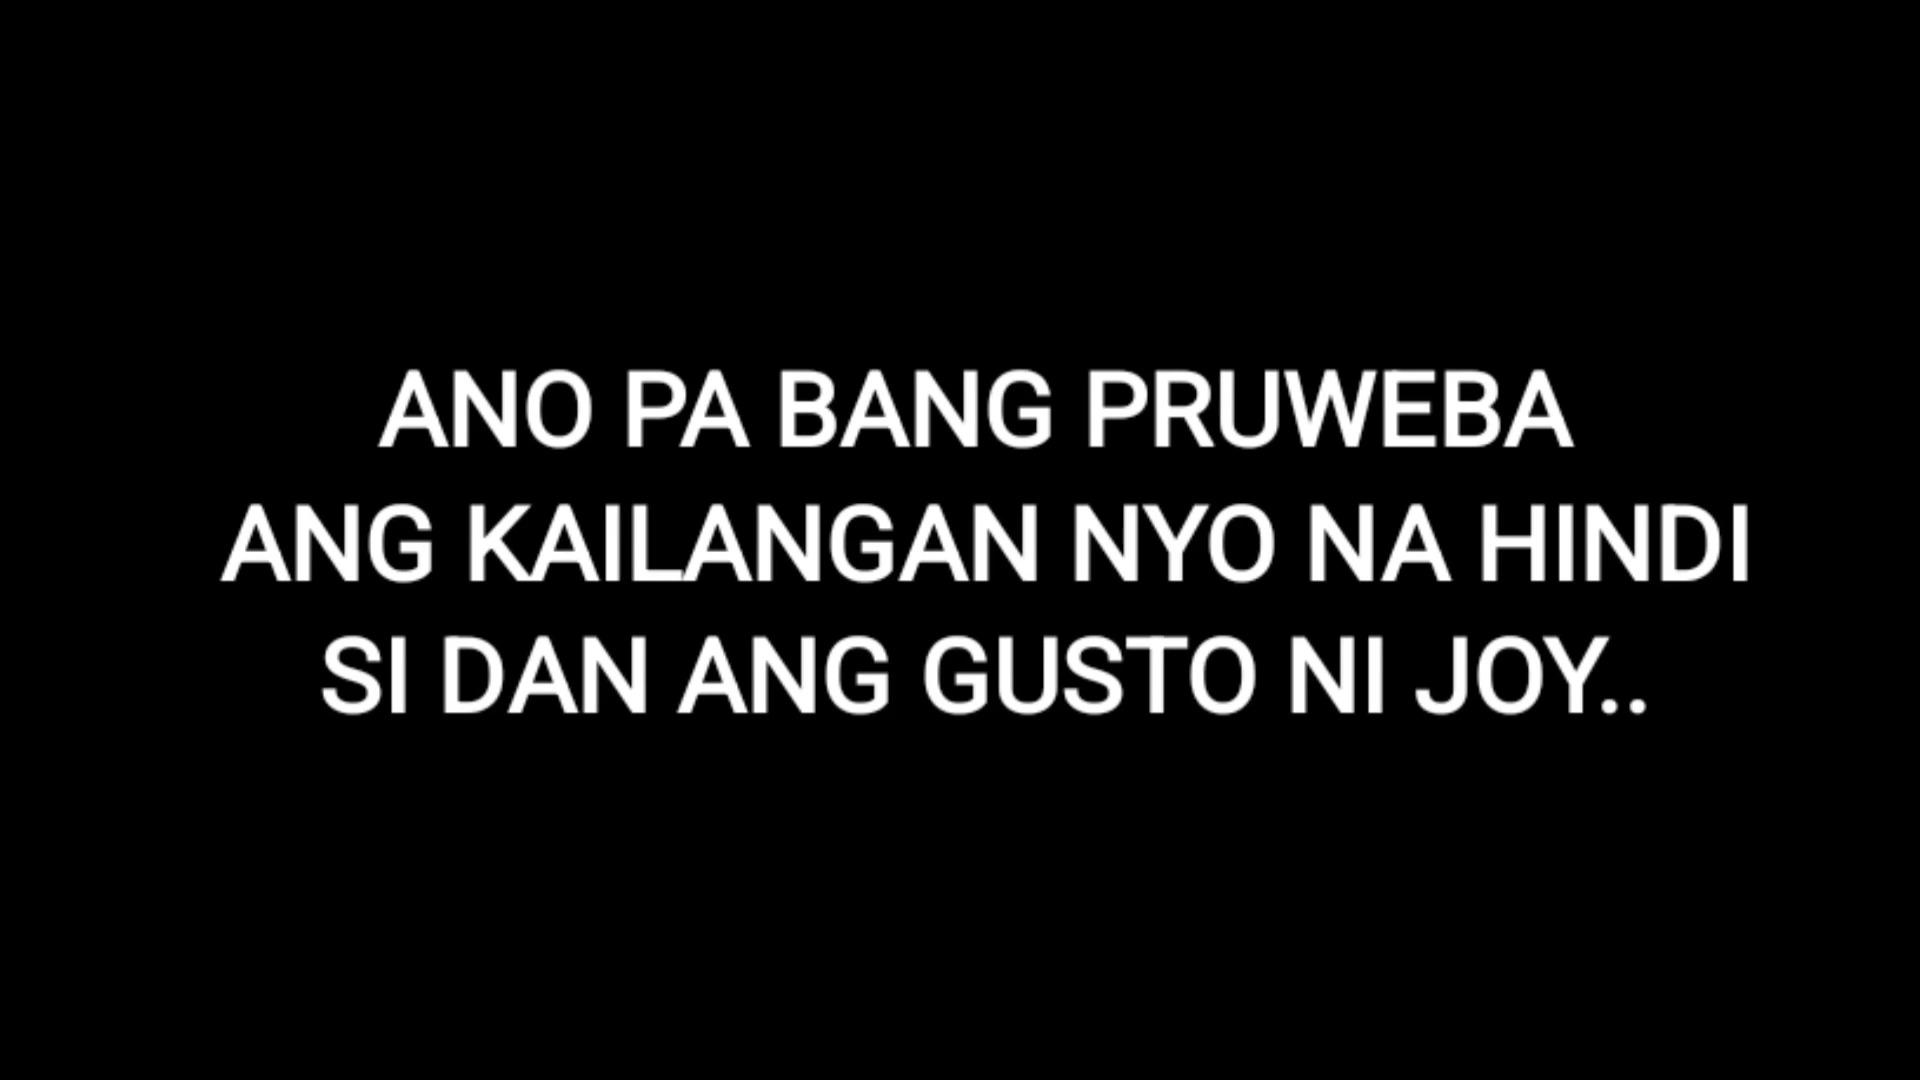 ANO PA BANG PRUWEBA
ANG KAILANGAN NYO NA HINDI
SI DAN ANG GUSTO NI JOY..